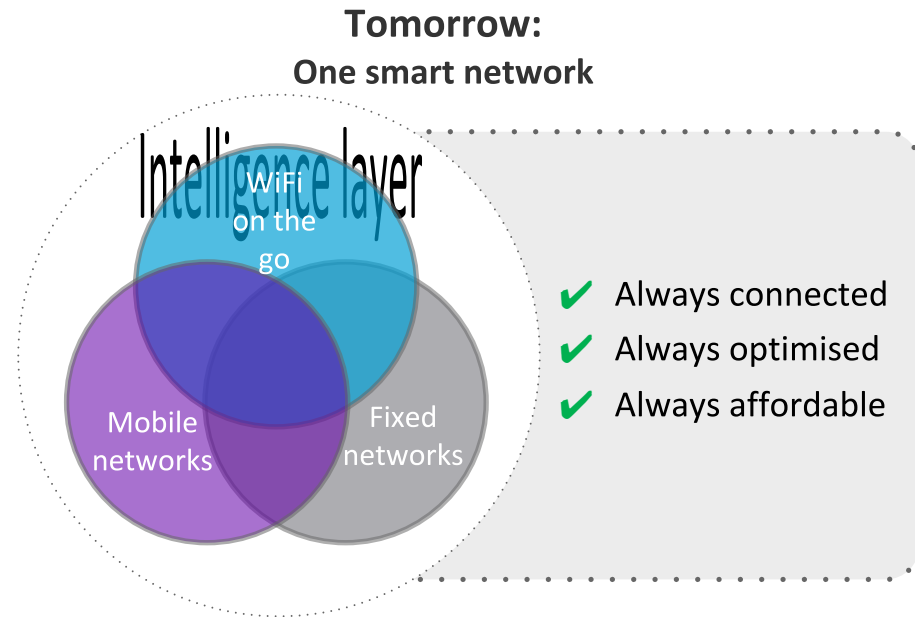 Tomorrow:
One smart network
Intelligence layer
WiFi
on the
go
Mobile
networks
Fixed
networks
Always connected
Always optimised
Always affordable